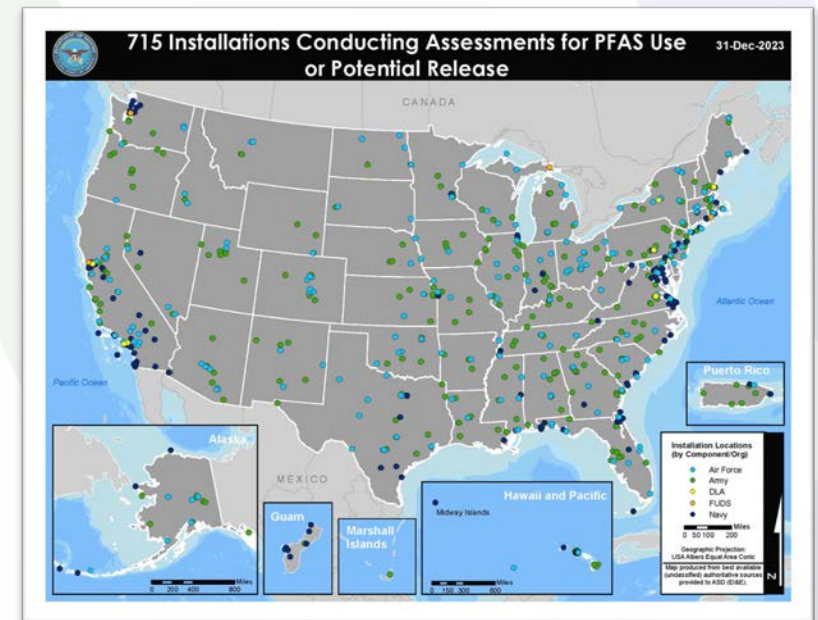 715 Installations Conducting Assessments for PFAS Use
or Potential Release
31-Dec-2023
CANADA
Atlantic Ocean
Pacific Ocean
Puerto Rico
Alaska
MEXICO
Guam
Marshall
Islands
Hawaii and Pacific
Midway Islands
Installation Locations
(by Component/Org)
Air Force
Army
DLA
FUDS
Navy
Miles
0 50 100 200
Geographic Projection:
USA Albers Equal Area Conic
Map produced from best available
(unclassified) authoritative sources
provided to ASD (EI&E).
Miles
0 200 400 800
Miles
0 150 300 600
N